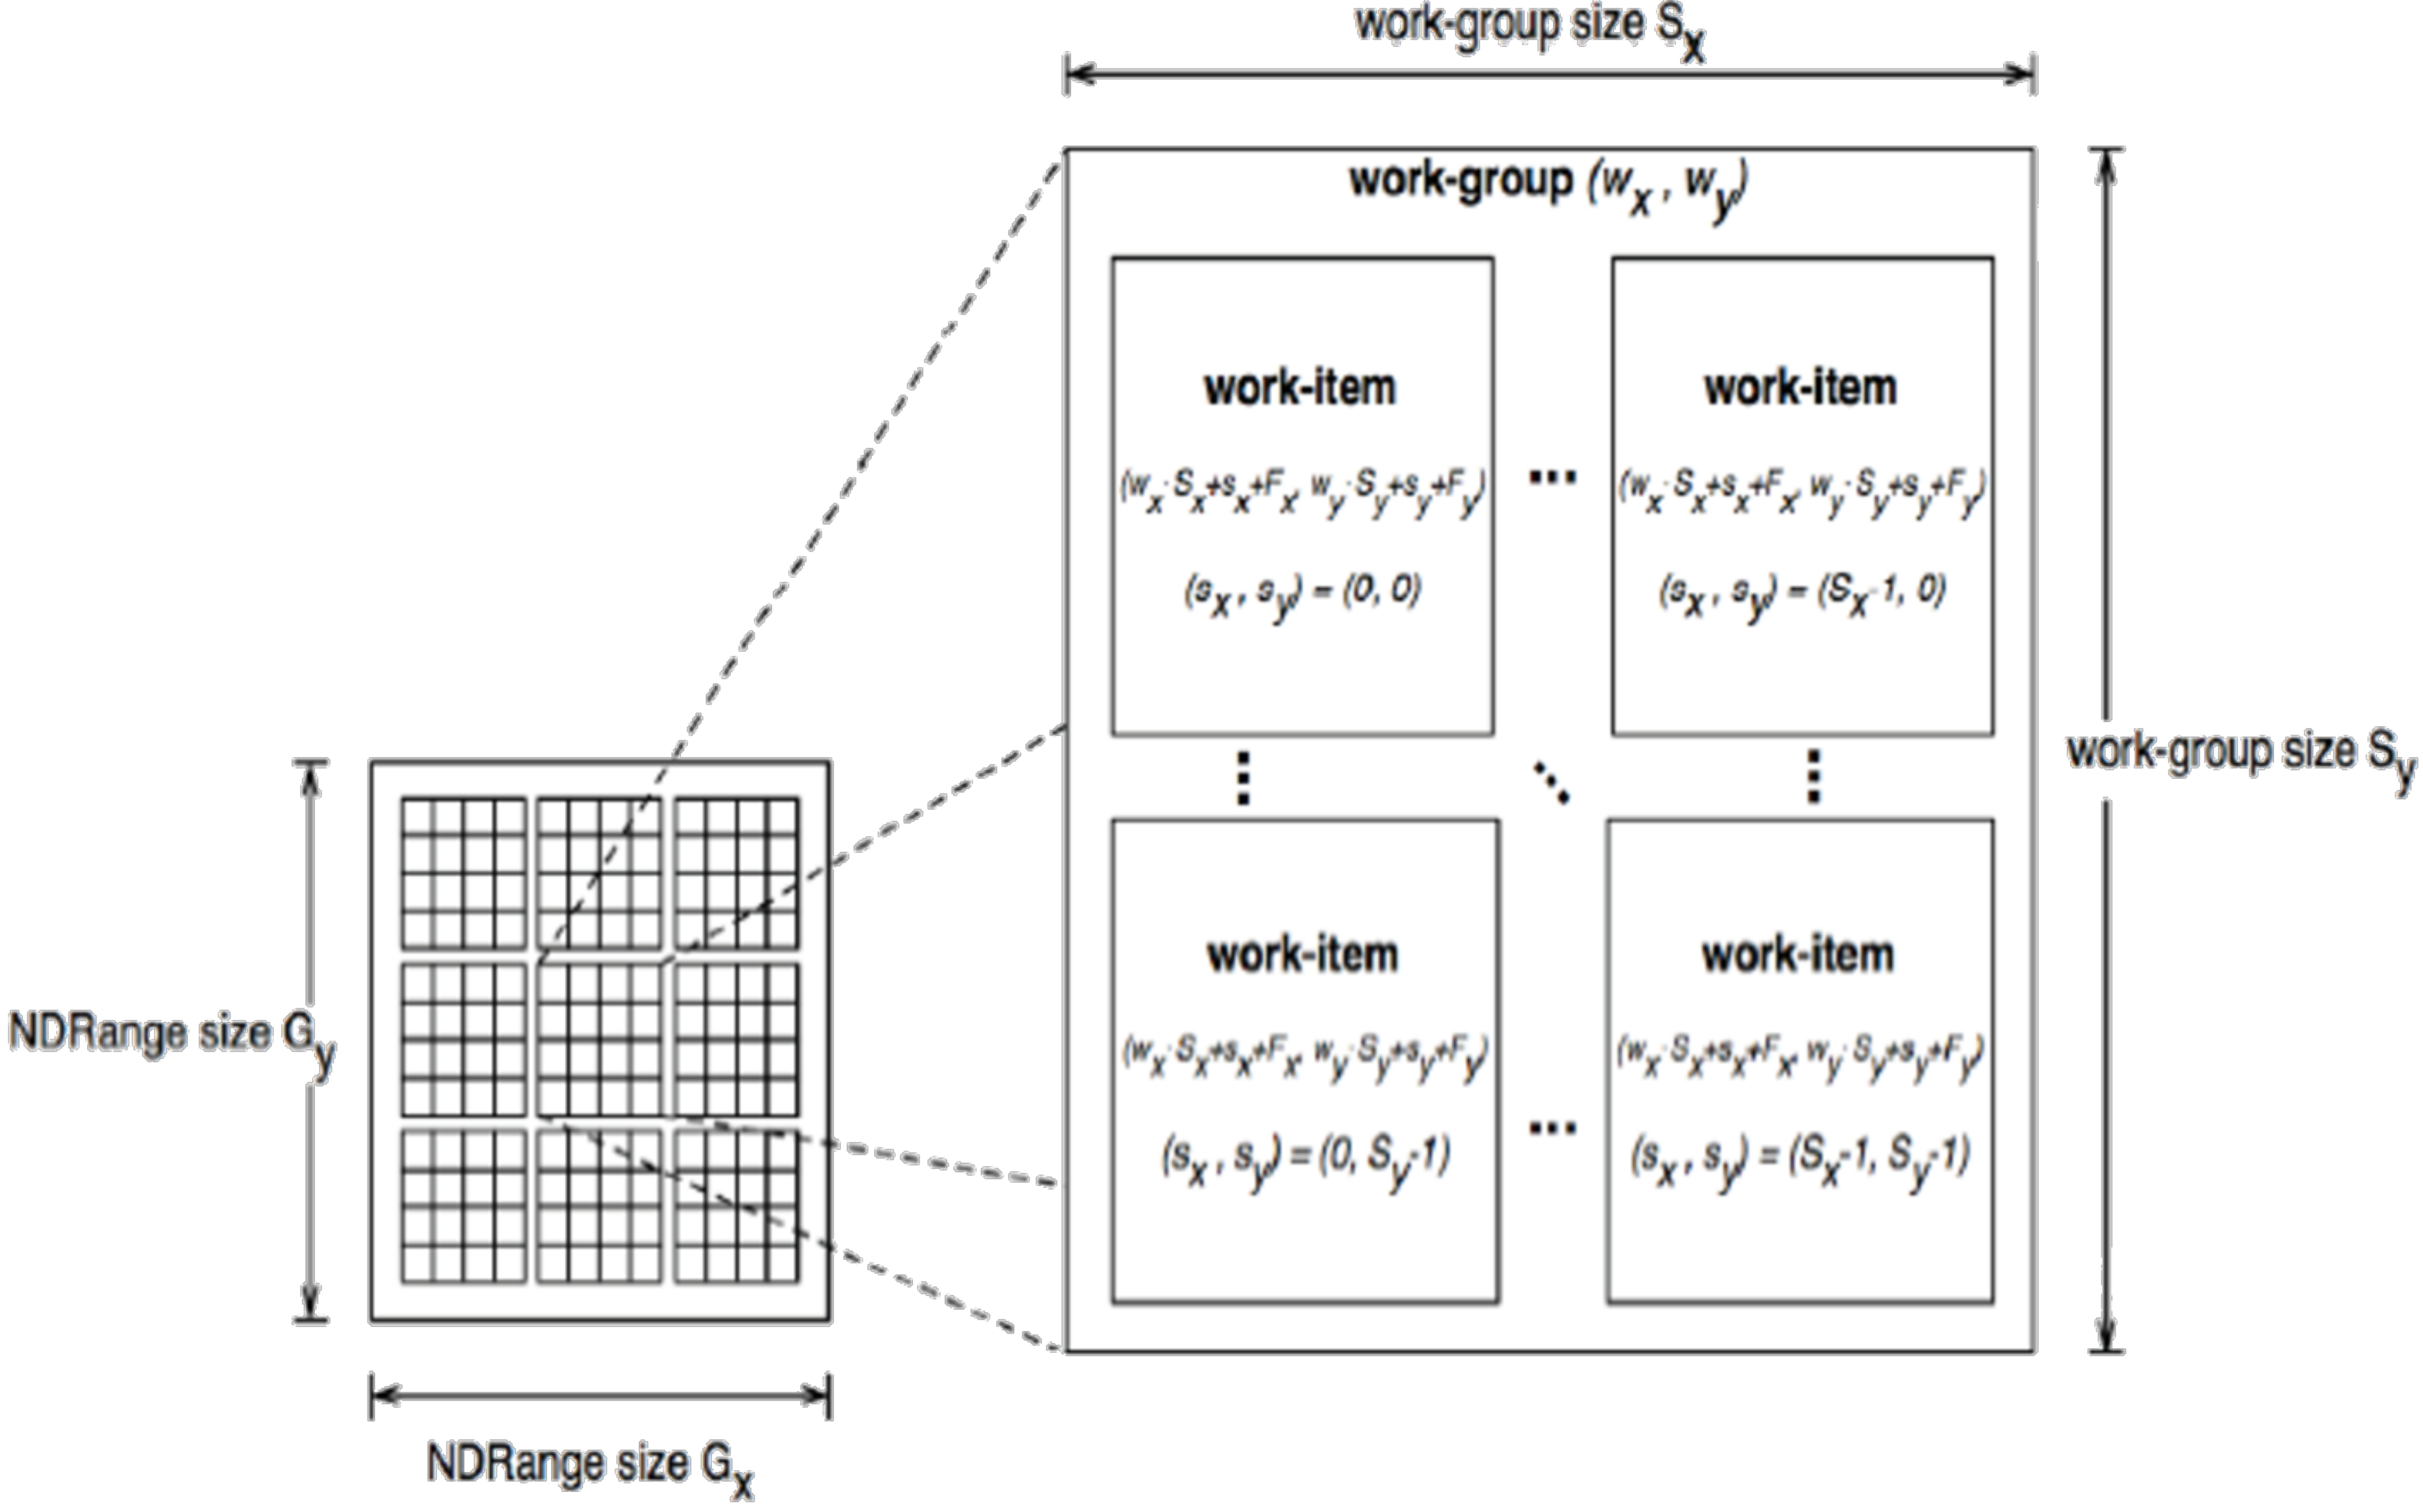 work-group size Sx
work-group (wx , wy)
work-item
work-item
(wx·Sx+sx+Fx, wy·Sy+sy+Fy)
...
(wx·Sx+sx+Fx, wy·Sy+sy+Fy)
(sx , sy) = (0, 0)
(sx , sy) = (Sx-1, 0)
work-group size Sy
work-item
work-item
NDRange size Gy
(wx·Sx+sx+Fx, wy·Sy+sy+Fy)
(wx·Sx+sx+Fx, wy·Sy+sy+Fy)
...
(sx , sy) = (0, Sy-1)
(sx , sy) = (Sx-1, Sy-1)
NDRange size Gx